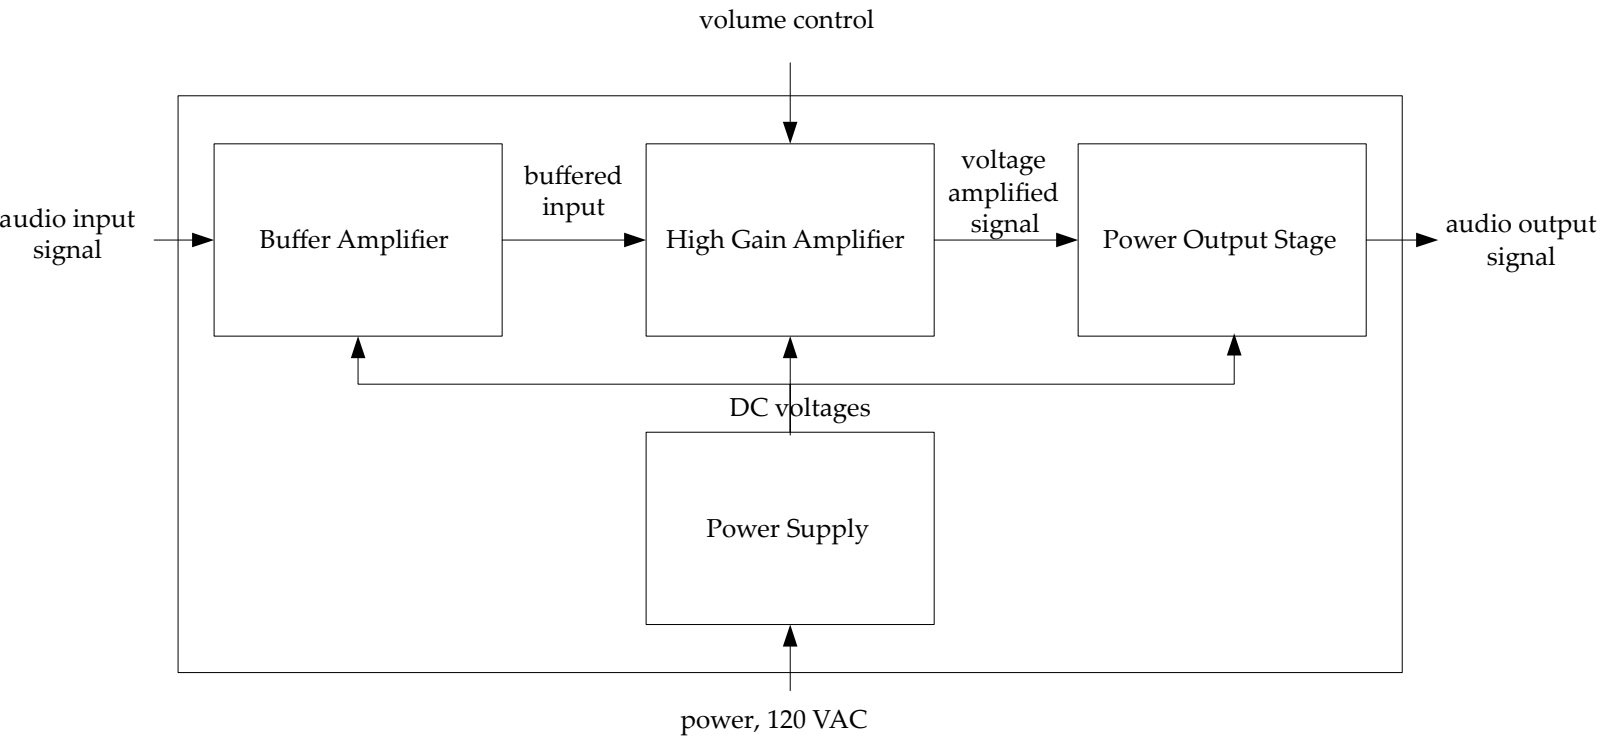 volume control
audio input
signal
Buffer Amplifier
buffered
input
High Gain Amplifier
voltage
amplified
signal
Power Output Stage
audio output
signal
DC voltages
Power Supply
power, 120 VAC